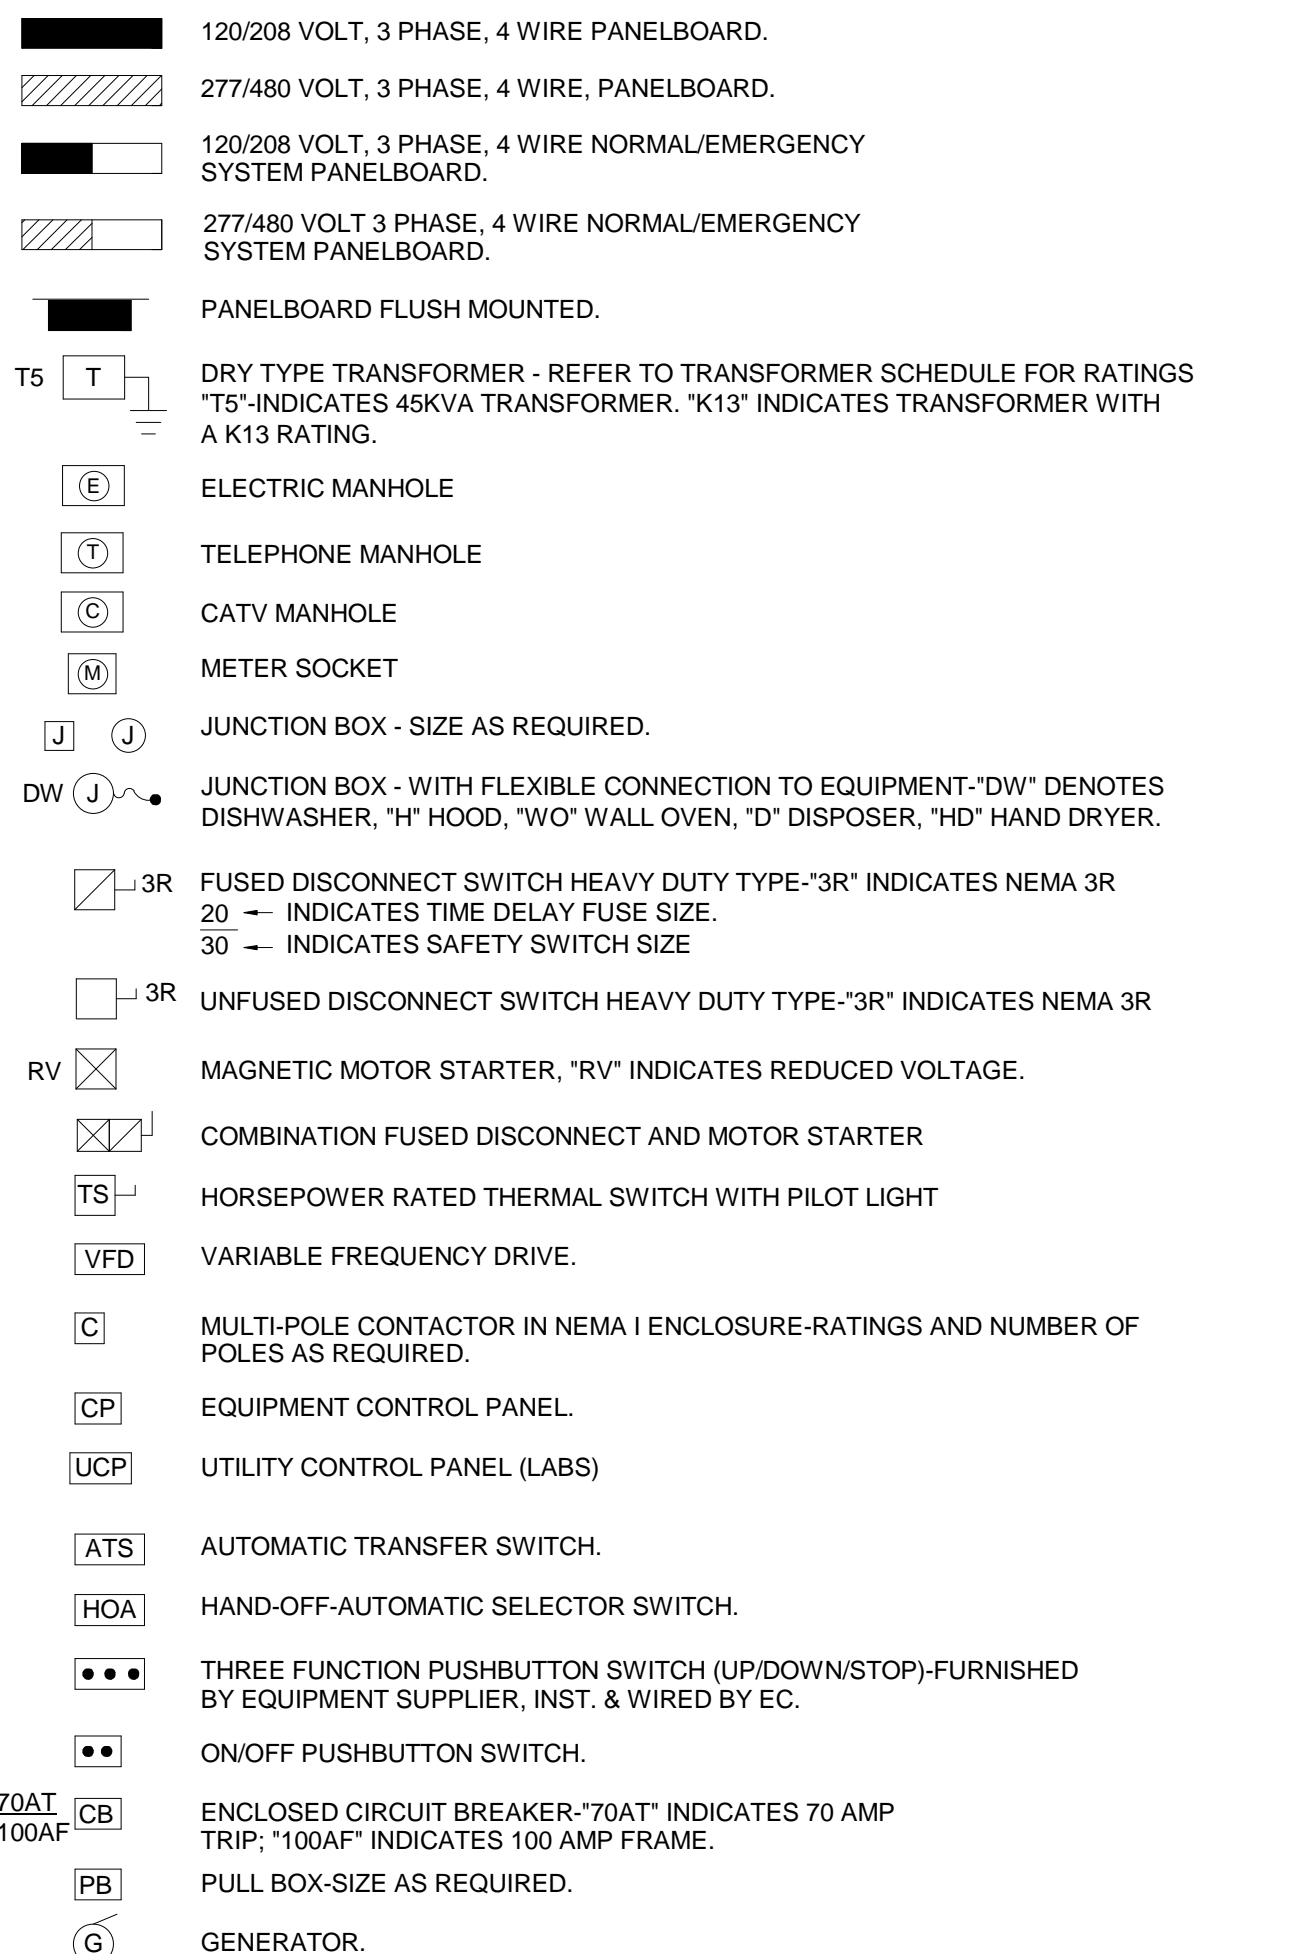 120/208 VOLT, 3 PHASE, 4 WIRE PANELBOARD.
277/480 VOLT, 3 PHASE, 4 WIRE, PANELBOARD.
120/208 VOLT, 3 PHASE, 4 WIRE NORMAL/EMERGENCY
SYSTEM PANELBOARD.
277/480 VOLT 3 PHASE, 4 WIRE NORMAL/EMERGENCY
SYSTEM PANELBOARD.
PANELBOARD FLUSH MOUNTED.
T5 T DRY TYPE TRANSFORMER - REFER TO TRANSFORMER SCHEDULE FOR RATINGS
"T5"-INDICATES 45KVA TRANSFORMER. "K13" INDICATES TRANSFORMER WITH
A K13 RATING.
E ELECTRIC MANHOLE
T TELEPHONE MANHOLE
C CATV MANHOLE
M METER SOCKET
J J JUNCTION BOX - SIZE AS REQUIRED.
DW J JUNCTION BOX - WITH FLEXIBLE CONNECTION TO EQUIPMENT-"DW" DENOTES
DISHWASHER, "H" HOOD, "WO" WALL OVEN, "D" DISPOSER, "HD" HAND DRYER.
3R FUSED DISCONNECT SWITCH HEAVY DUTY TYPE-"3R" INDICATES NEMA 3R
20 INDICATES TIME DELAY FUSE SIZE.
30 INDICATES SAFETY SWITCH SIZE
3R UNFUSED DISCONNECT SWITCH HEAVY DUTY TYPE-"3R" INDICATES NEMA 3R
RV MAGNETIC MOTOR STARTER, "RV" INDICATES REDUCED VOLTAGE.
COMBINATION FUSED DISCONNECT AND MOTOR STARTER
TS HORSEPOWER RATED THERMAL SWITCH WITH PILOT LIGHT
VFD VARIABLE FREQUENCY DRIVE.
C MULTI-POLE CONTACTOR IN NEMA I ENCLOSURE-RATINGS AND NUMBER OF
POLES AS REQUIRED.
CP EQUIPMENT CONTROL PANEL.
UCP UTILITY CONTROL PANEL (LABS)
ATS AUTOMATIC TRANSFER SWITCH.
HOA HAND-OFF-AUTOMATIC SELECTOR SWITCH.
THREE FUNCTION PUSHBUTTON SWITCH (UP/DOWN/STOP)-FURNISHED
BY EQUIPMENT SUPPLIER, INST. & WIRED BY EC.
ON/OFF PUSHBUTTON SWITCH.
70AT CB ENCLOSED CIRCUIT BREAKER-"70AT" INDICATES 70 AMP
100AF TRIP; "100AF" INDICATES 100 AMP FRAME.
PB PULL BOX-SIZE AS REQUIRED.
G GENERATOR.